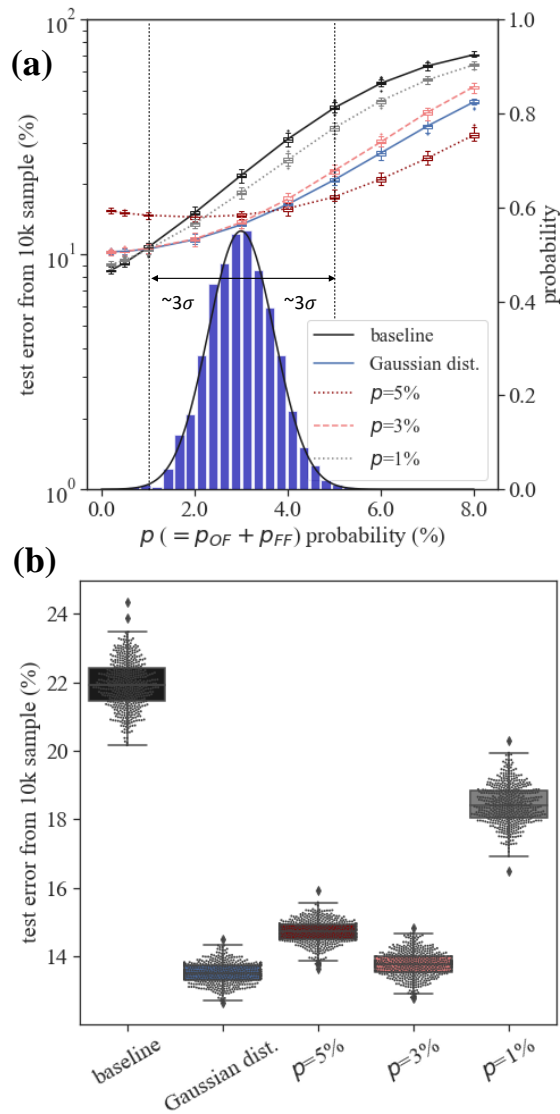 (a)
10²
10¹
10⁰
test error from 10k sample (%)
1.0
0.8
0.6
0.4
0.2
0.0
probability
~3σ ~3σ
baseline
Gaussian dist.
p=5%
p=3%
p=1%
0.0 2.0 4.0 6.0 8.0
p ( = p_OF + p_FF) probability (%)
(b)
24
22
20
18
16
14
test error from 10k sample (%)
baseline Gaussian dist. p=5% p=3% p=1%